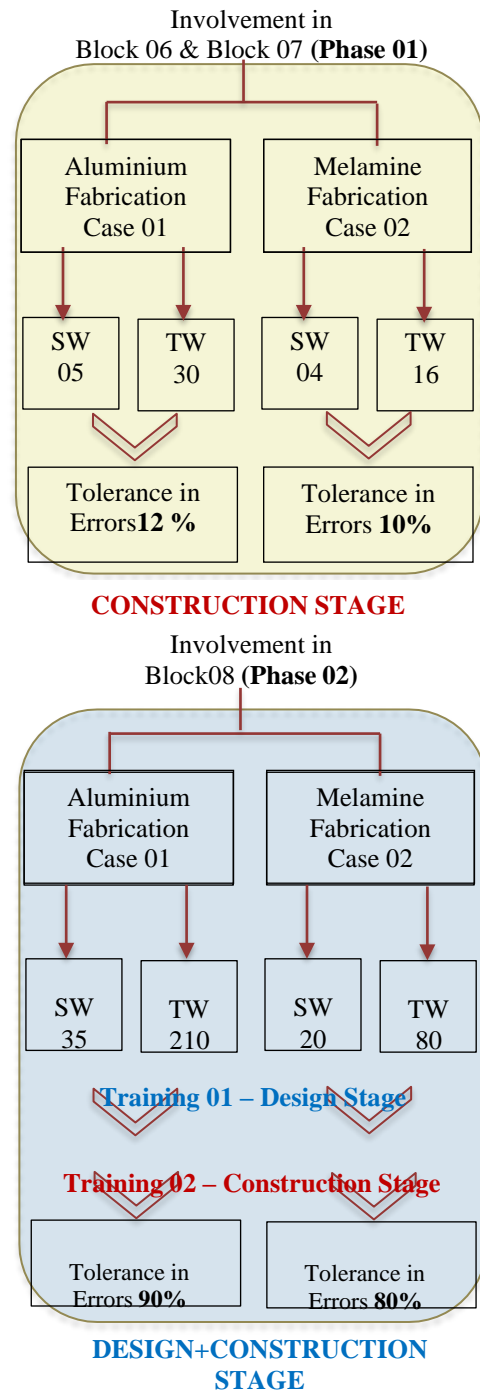 Involvement in
Block 06 & Block 07 (Phase 01)
Aluminium
Fabrication
Case 01
Melamine
Fabrication
Case 02
SW
05
TW
30
SW
04
TW
16
Tolerance in
Errors12 %
Tolerance in
Errors 10%
CONSTRUCTION STAGE
Involvement in
Block08 (Phase 02)
Aluminium
Fabrication
Case 01
Melamine
Fabrication
Case 02
SW
35
TW
210
SW
20
TW
80
Training 01 – Design Stage
Training 02 – Construction Stage
Tolerance in
Errors 90%
Tolerance in
Errors 80%
DESIGN+CONSTRUCTION
STAGE